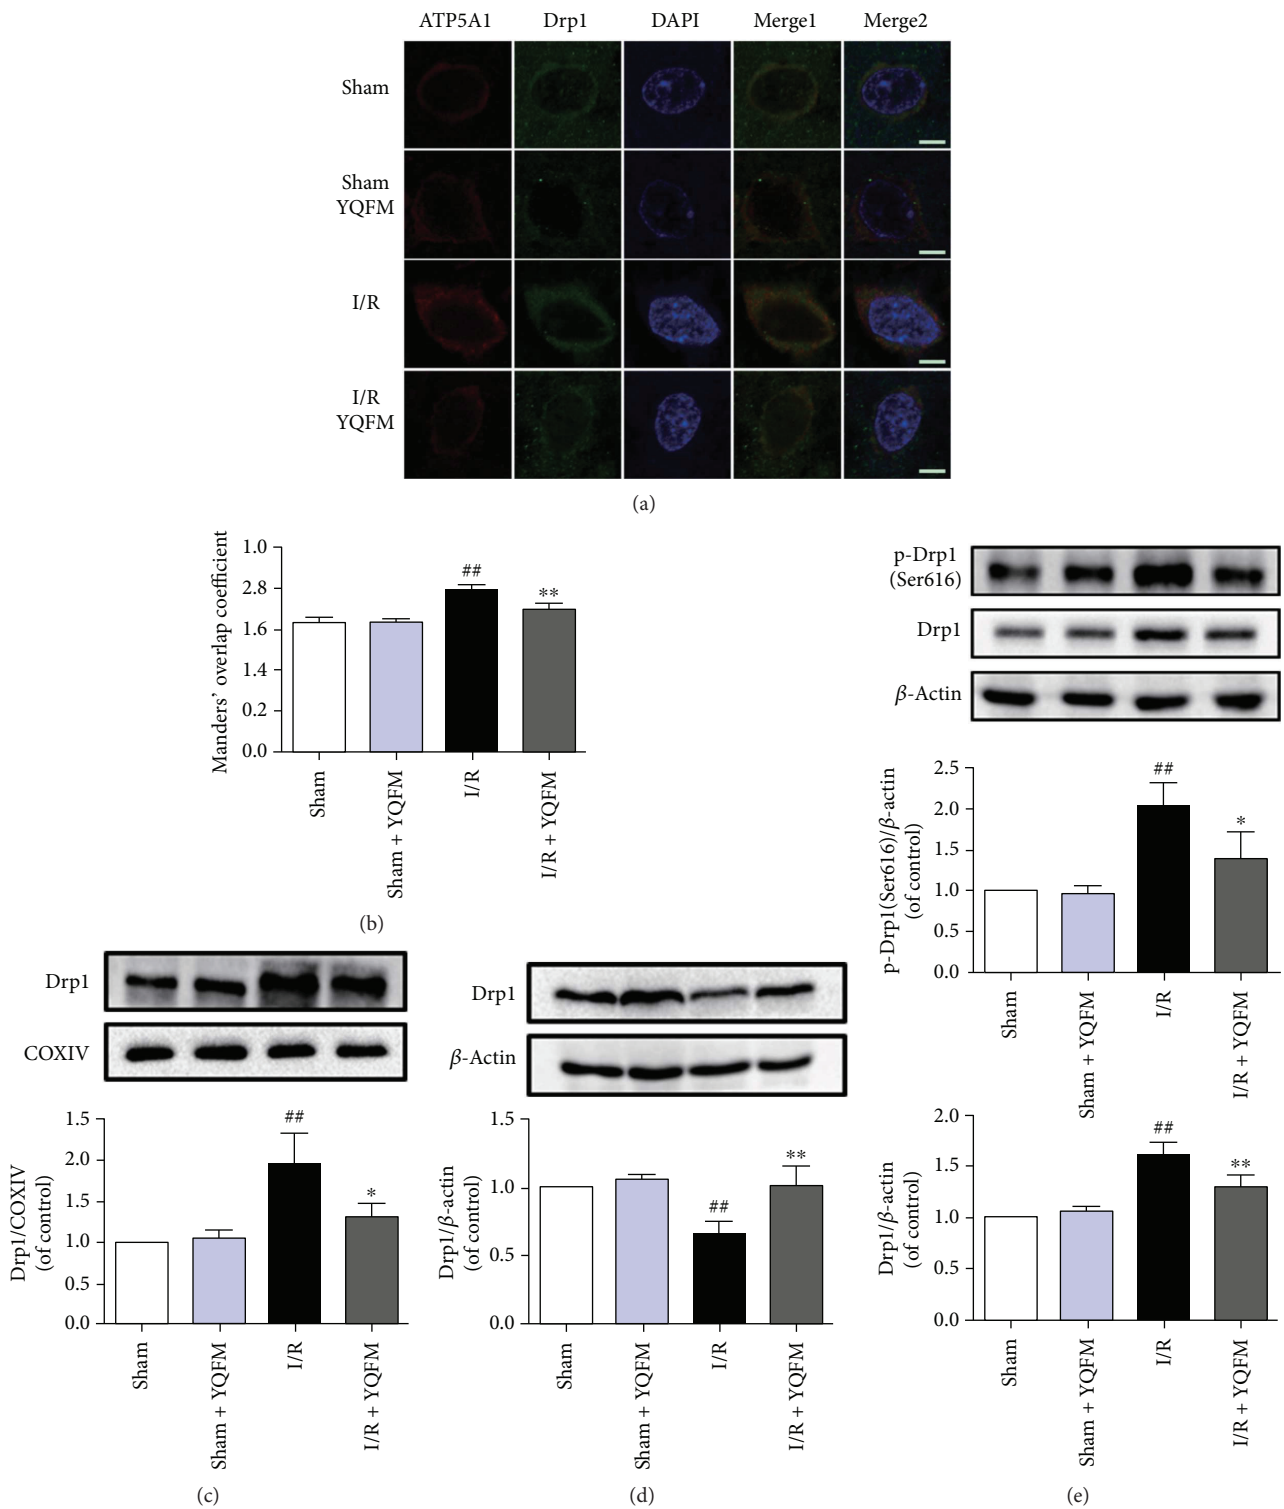 ATP5A1 Drp1 DAPI Merge1 Merge2
Sham
Sham
YQFM
I/R
I/R
YQFM
(a)
Manders' overlap coefficient
1.0
2.8
1.6
1.4
0.2
0.0
##
**
Sham
Sham + YQFM
I/R
I/R + YQFM
(b)
Drp1
COXIV
Drp1/COXIV
(of control)
1.5
2.0
1.5
1.0
0.5
0.0
##
*
Sham
Sham + YQFM
I/R
I/R + YQFM
(c)
Drp1
β-Actin
Drp1/β-actin
(of control)
1.5
1.0
0.5
0.0
##
**
Sham
Sham + YQFM
I/R
I/R + YQFM
(d)
p-Drp1
(Ser616)
Drp1
β-Actin
p-Drp1(Ser616)/β-actin
(of control)
2.5
2.0
1.5
1.0
0.5
0.0
##
*
Sham
Sham + YQFM
I/R
I/R + YQFM
Drp1/β-actin
(of control)
2.0
1.5
1.0
0.5
0.0
##
**
Sham
Sham + YQFM
I/R
I/R + YQFM
(e)